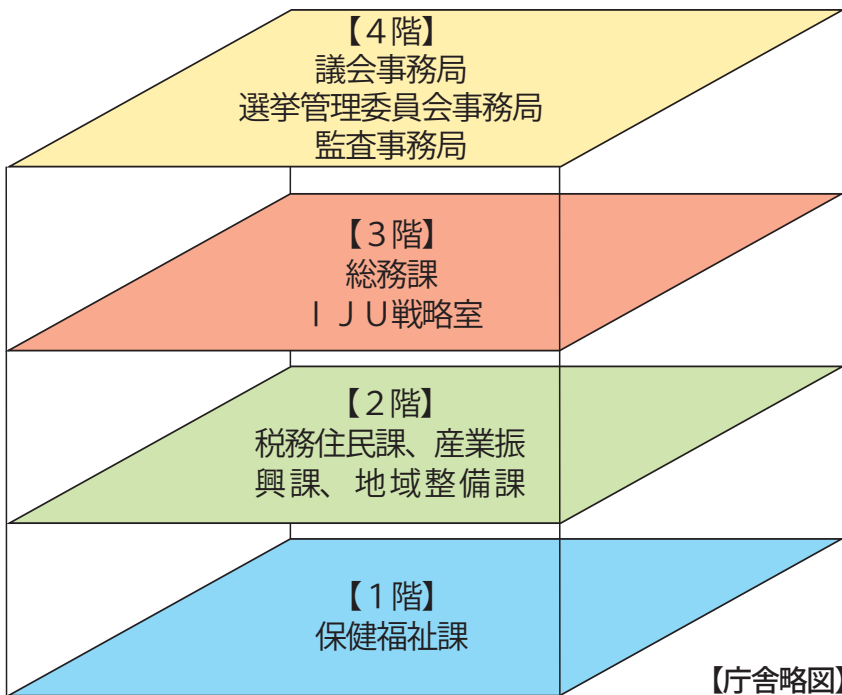 【４階】
議会事務局
選挙管理委員会事務局
監査事務局
【３階】
総務課
ＩＪＵ戦略室
【２階】
税務住民課、産業振
興課、地域整備課
【１階】
保健福祉課
【庁舎略図】